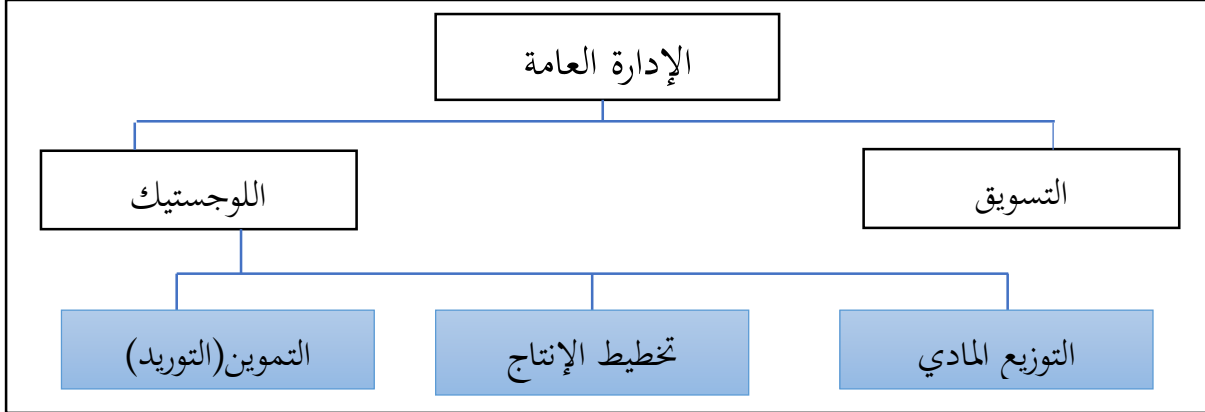 الإدارة العامة
التسويق
اللوجستيك
التوزيع المادي
تخطيط الإنتاج
التموين(التوريد)